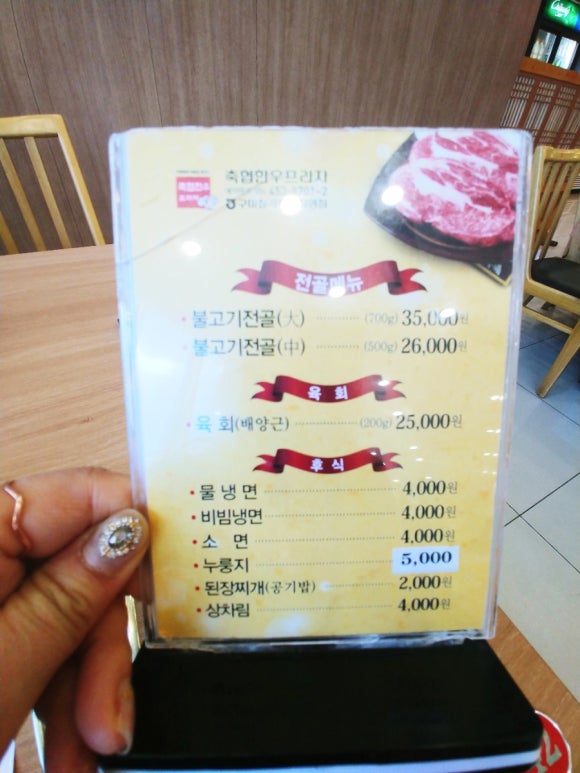 축협한우프라자
전골메뉴
불고기전골(大) (700g) 35,000원
불고기전골(中) (500g) 26,000원
육 회
육 회(배양근) (200g) 25,000원
후 식
물 냉 면 4,000원
비빔냉면 4,000원
소 면 4,000원
누룽지 5,000
된장찌개(공기밥) 2,000원
상차림 4,000원